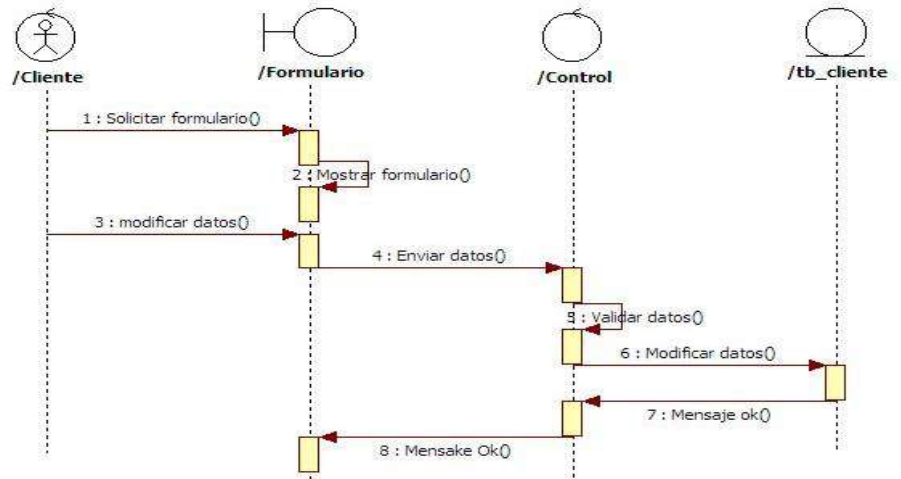 /Cliente
/Formulario
/Control
/tb_cliente
1 : Solicitar formulario()
2 : Mostrar formulario()
3 : modificar datos()
4 : Enviar datos()
5 : Validar datos()
6 : Modificar datos()
7 : Mensaje ok()
8 : Mensake Ok()